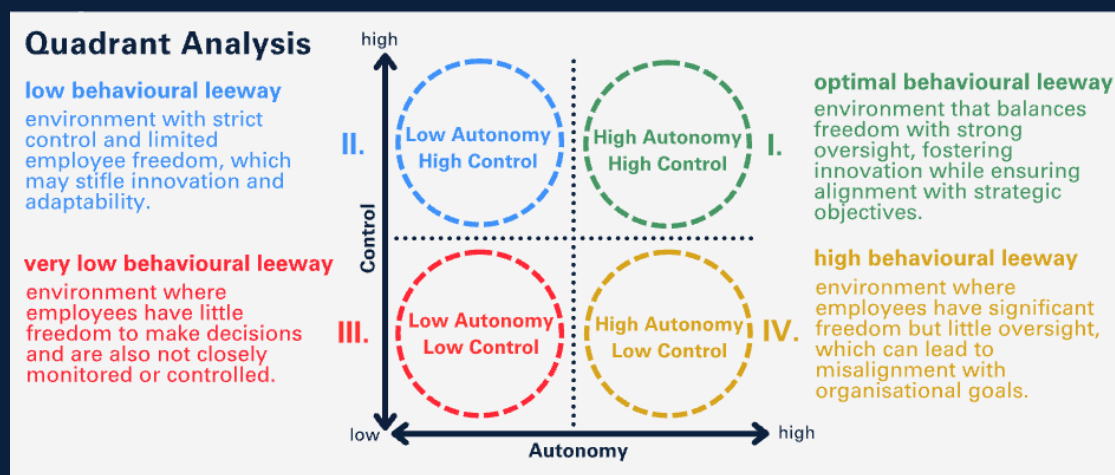 Quadrant Analysis
low behavioural leeway
environment with strict
control and limited
employee freedom, which
may stifle innovation and
adaptability.
very low behavioural leeway
environment where
employees have little
freedom to make decisions
and are also not closely
monitored or controlled.
high
Control
low
Autonomy
high
II.
Low Autonomy
High Control
High Autonomy
High Control
I.
III.
Low Autonomy
Low Control
High Autonomy
Low Control
IV.
optimal behavioural leeway
environment that balances
freedom with strong
oversight, fostering
innovation while ensuring
alignment with strategic
objectives.
high behavioural leeway
environment where
employees have significant
freedom but little oversight,
which can lead to
misalignment with
organisational goals.